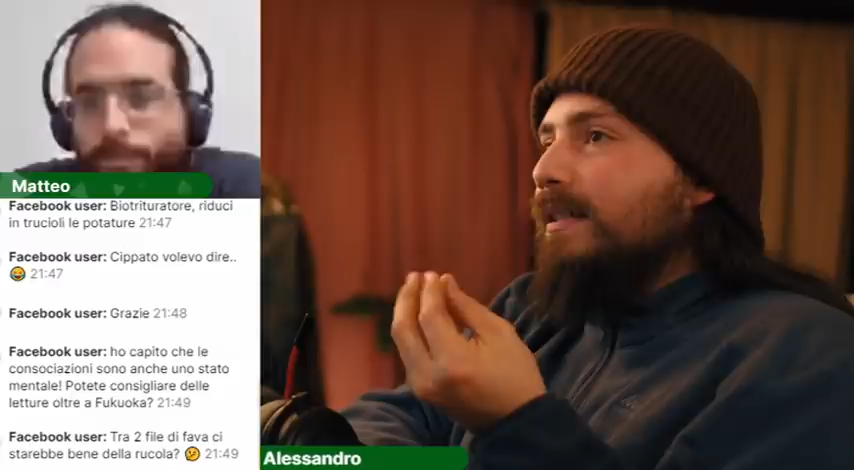 Matteo
Facebook user: Biotrituratore, riduci
in trucioli le potature 21:47
Facebook user: Cippato volevo dire..
😂 21:47
Facebook user: Grazie 21:48
Facebook user: ho capito che le
consociazioni sono anche uno stato
mentale! Potete consigliare delle
letture oltre a Fukuoka? 21:49
Facebook user: Tra 2 file di fava ci
starebbe bene della rucola? 🤔 21:49
Alessandro